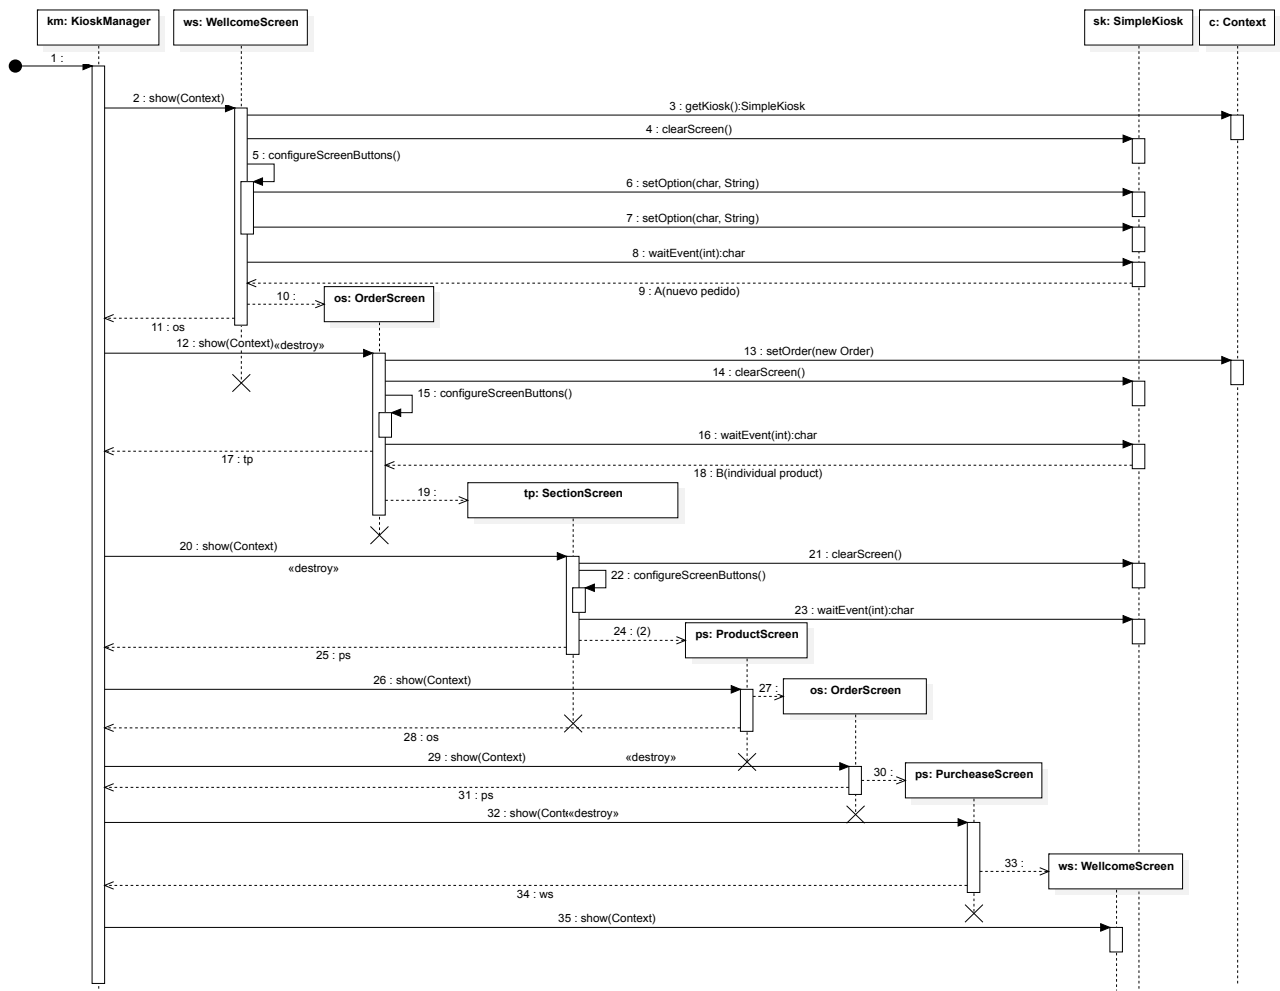 km: KioskManager
ws: WellcomeScreen
sk: SimpleKiosk
c: Context
1 :
2 : show(Context)
3 : getKiosk():SimpleKiosk
4 : clearScreen()
5 : configureScreenButtons()
6 : setOption(char, String)
7 : setOption(char, String)
8 : waitEvent(int):char
9 : A(nuevo pedido)
10 :
os: OrderScreen
11 : os
12 : show(Context)
«destroy»
13 : setOrder(new Order)
14 : clearScreen()
15 : configureScreenButtons()
16 : waitEvent(int):char
17 : tp
18 : B(individual product)
19 :
tp: SectionScreen
20 : show(Context)
«destroy»
21 : clearScreen()
22 : configureScreenButtons()
23 : waitEvent(int):char
24 : (2)
ps: ProductScreen
25 : ps
26 : show(Context)
27 :
os: OrderScreen
28 : os
29 : show(Context)
«destroy»
30 :
ps: PurcheaseScreen
31 : ps
32 : show(Cont
«destroy»
33 :
ws: WellcomeScreen
34 : ws
35 : show(Context)